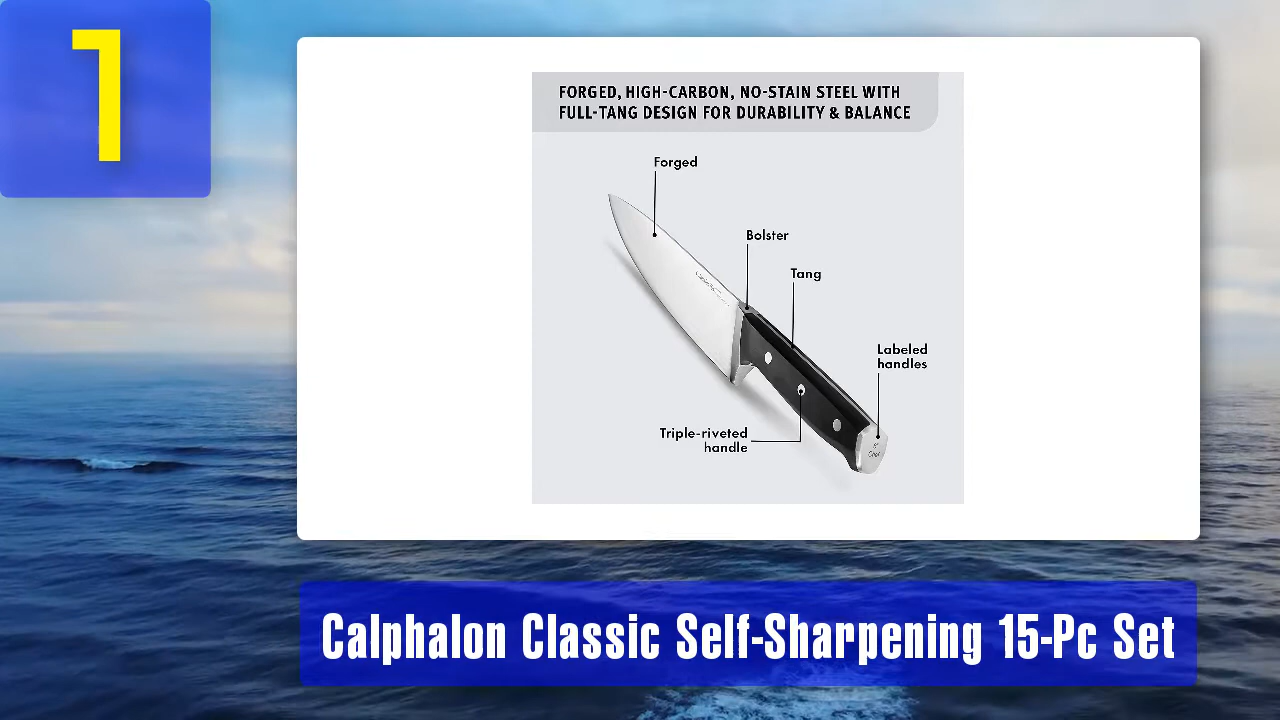 1
FORGED, HIGH-CARBON, NO-STAIN STEEL WITH
FULL-TANG DESIGN FOR DURABILITY & BALANCE
Forged
Bolster
Tang
Labeled
handles
Triple-riveted
handle
Calphalon Classic Self-Sharpening 15-Pc Set